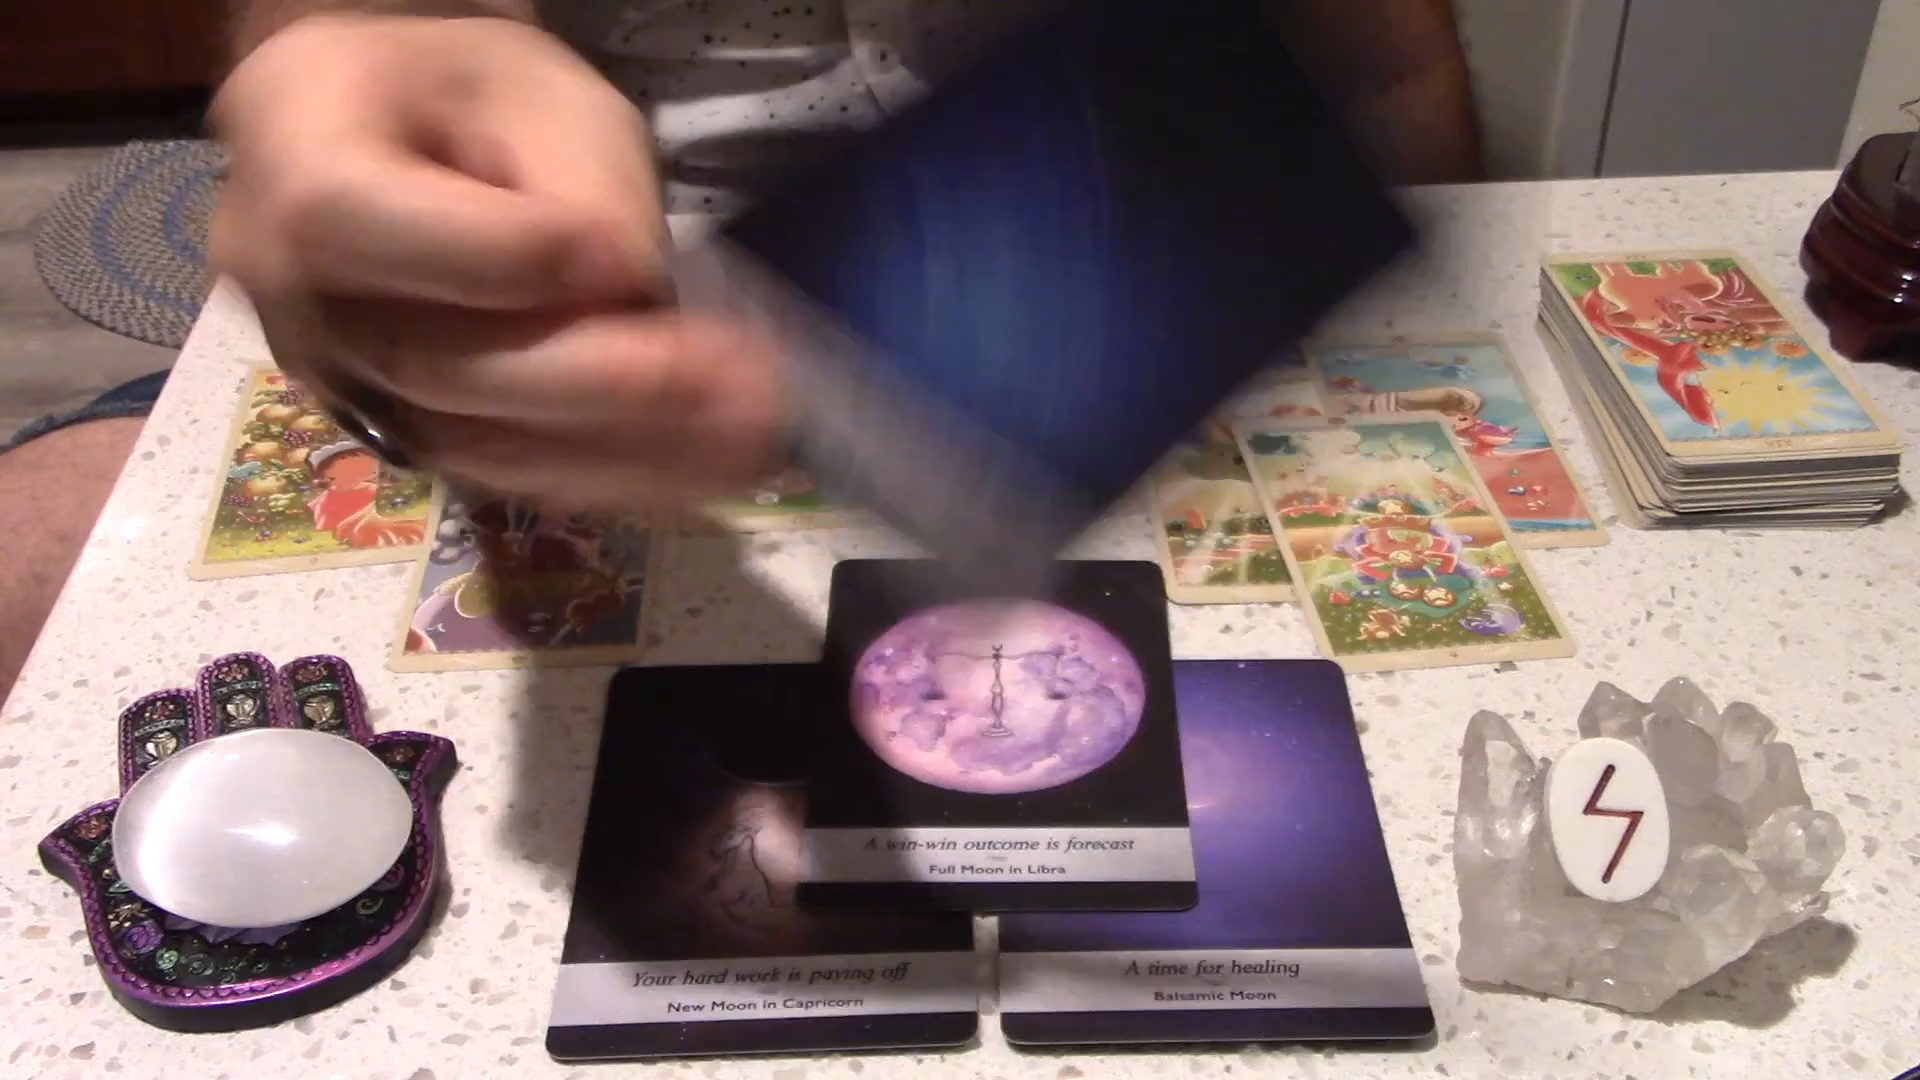 A win-win outcome is forecast
Full Moon in Libra
Your hard work is paying off
New Moon in Capricorn
A time for healing
Balsamic Moon